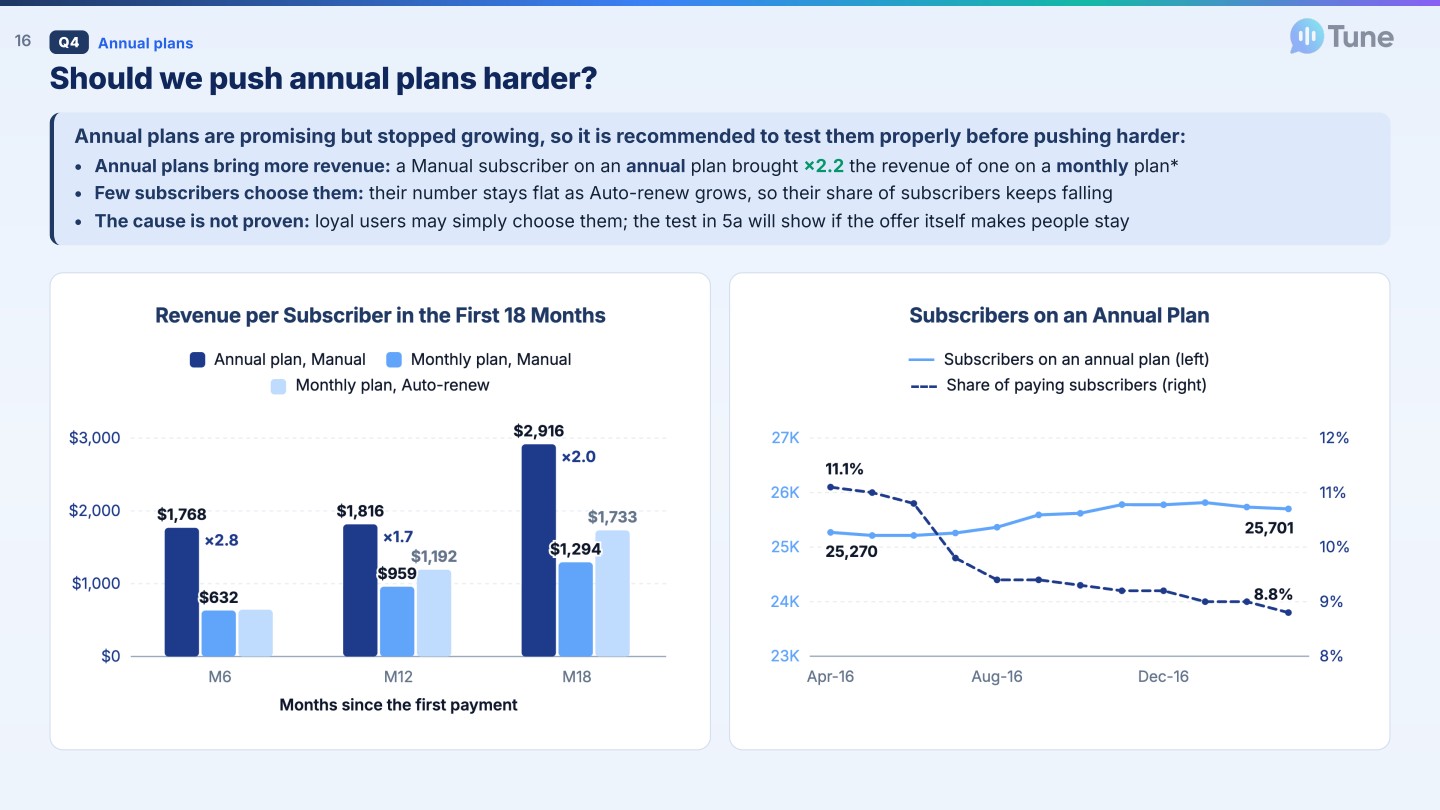 16
Q4
Annual plans
Tune
Should we push annual plans harder?
Annual plans are promising but stopped growing, so it is recommended to test them properly before pushing harder:
• Annual plans bring more revenue: a Manual subscriber on an annual plan brought ×2.2 the revenue of one on a monthly plan*
• Few subscribers choose them: their number stays flat as Auto-renew grows, so their share of subscribers keeps falling
• The cause is not proven: loyal users may simply choose them; the test in 5a will show if the offer itself makes people stay
Revenue per Subscriber in the First 18 Months
Annual plan, Manual
Monthly plan, Manual
Monthly plan, Auto-renew
$3,000
$2,000
$1,000
$0
$1,768
×2.8
$632
$1,816
×1.7
$959
$1,192
$2,916
×2.0
$1,294
$1,733
M6
M12
M18
Months since the first payment
Subscribers on an Annual Plan
Subscribers on an annual plan (left)
Share of paying subscribers (right)
27K
26K
25K
24K
23K
12%
11%
10%
9%
8%
11.1%
25,270
25,701
8.8%
Apr-16
Aug-16
Dec-16